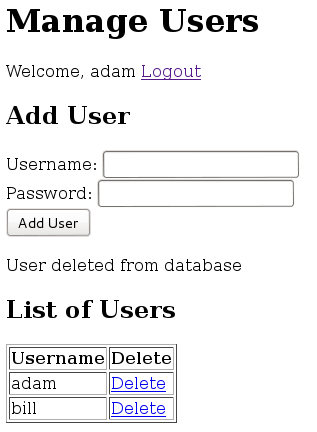 Manage Users
Welcome, adam Logout
Add User
Username:
Password:
Add User
User deleted from database
List of Users
Username Delete
adam Delete
bill Delete